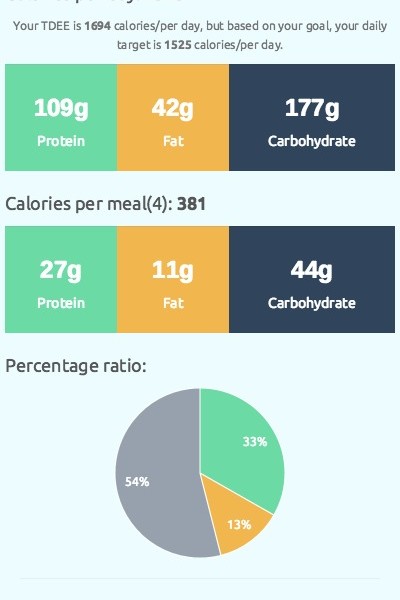 Your TDEE is 1694 calories/per day, but based on your goal, your daily
target is 1525 calories/per day.
109g
42g
177g
Protein
Fat
Carbohydrate
Calories per meal(4): 381
27g
11g
44g
Protein
Fat
Carbohydrate
Percentage ratio:
33%
54%
13%